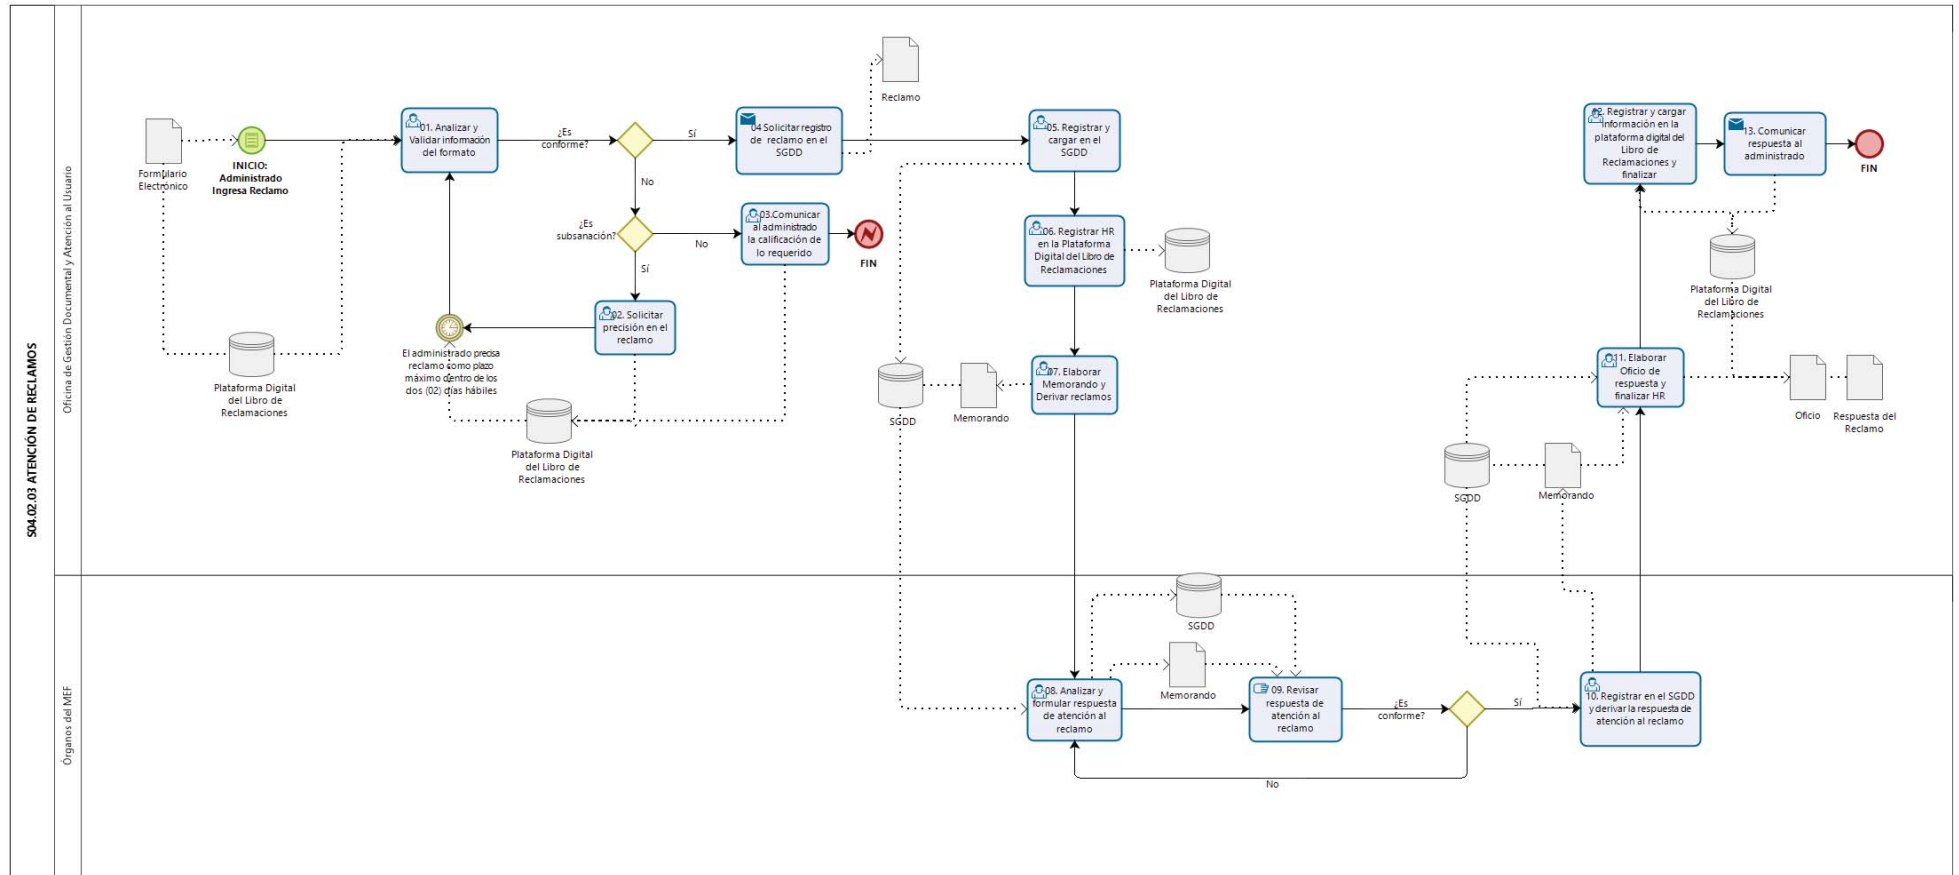 S04.02.03 ATENCIÓN DE RECLAMOS
Oficina de Gestión Documental y Atención al Usuario
Formulario
Electrónico
INICIO:
Administrado
Ingresa Reclamo
Plataforma Digital
del Libro de
Reclamaciones
01. Analizar y
Validar información
del formato
¿Es
conforme?
Sí
No
¿Es
subsanación?
No
Sí
03.Comunicar
al administrado
la calificación de
lo requerido
FIN
02. Solicitar
precisión en el
reclamo
El administrado precisa
reclamo como plazo
máximo dentro de los
dos (02) días hábiles
Plataforma Digital
del Libro de
Reclamaciones
04 Solicitar registro
de reclamo en el
SGDD
Reclamo
05. Registrar y
cargar en el
SGDD
06. Registrar HR
en la Plataforma
Digital del Libro de
Reclamaciones
Plataforma Digital
del Libro de
Reclamaciones
07. Elaborar
Memorando y
Derivar reclamos
Memorando
SGDD
12. Registrar y cargar
información en la
plataforma digital del
Libro de
Reclamaciones y
finalizar
13. Comunicar
respuesta al
administrado
FIN
Plataforma Digital
del Libro de
Reclamaciones
11. Elaborar
Oficio de
respuesta y
finalizar HR
Oficio
Respuesta del
Reclamo
SGDD
Memorando
Órganos del MEF
SGDD
Memorando
08. Analizar y
formular respuesta
de atención al
reclamo
09. Revisar
respuesta de
atención al
reclamo
¿Es
conforme?
Sí
No
10. Registrar en el SGDD
y derivar la respuesta de
atención al reclamo